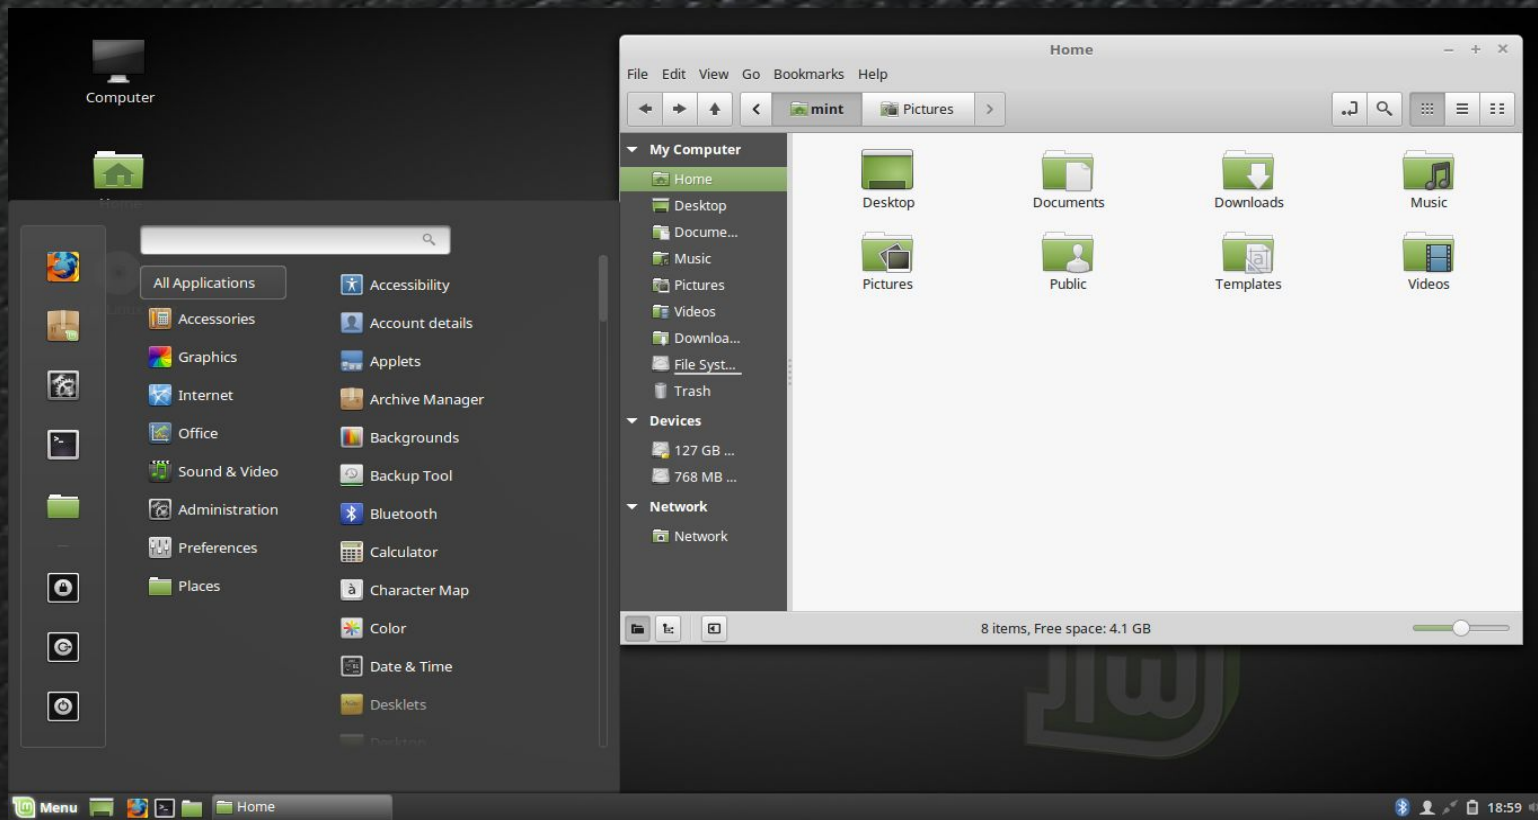 Computer
Home
Home
File Edit View Go Bookmarks Help
mint
Pictures
My Computer
Home
Desktop
Docume...
Music
Pictures
Videos
Downloa...
File Syst...
Trash
Devices
127 GB ...
768 MB ...
Network
Network
Desktop
Documents
Downloads
Music
Pictures
Public
Templates
Videos
8 items, Free space: 4.1 GB
All Applications
Accessories
Graphics
Internet
Office
Sound & Video
Administration
Preferences
Places
Accessibility
Account details
Applets
Archive Manager
Backgrounds
Backup Tool
Bluetooth
Calculator
Character Map
Color
Date & Time
Desklets
Desktop
Menu
Home
18:59